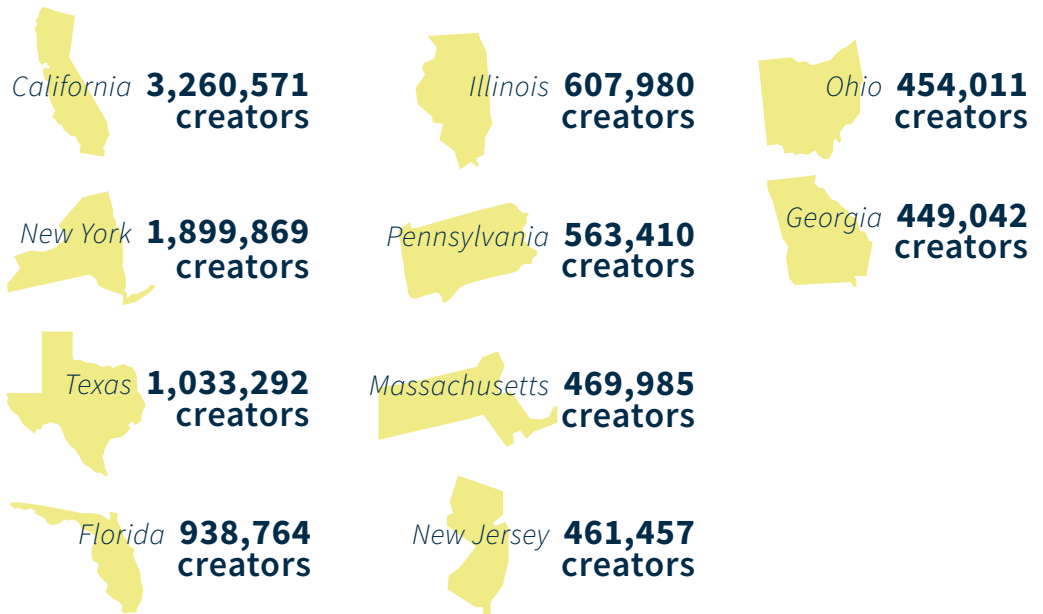 California 3,260,571
creators
New York 1,899,869
creators
Texas 1,033,292
creators
Florida 938,764
creators
Illinois 607,980
creators
Pennsylvania 563,410
creators
Massachusetts 469,985
creators
New Jersey 461,457
creators
Ohio 454,011
creators
Georgia 449,042
creators